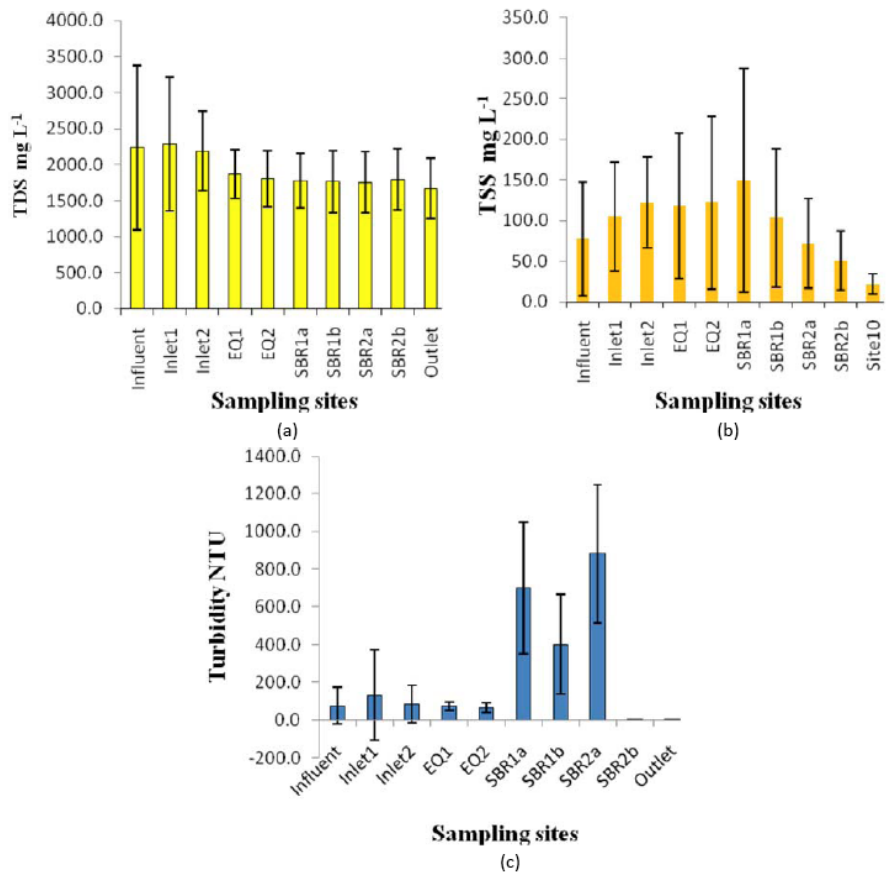 4000.0
3500.0
3000.0
2500.0
2000.0
1500.0
1000.0
500.0
0.0
TDS mg L-1
Influent
Inlet1
Inlet2
EQ1
EQ2
SBR1a
SBR1b
SBR2a
SBR2b
Outlet
Sampling sites
(a)
350.0
300.0
250.0
200.0
150.0
100.0
50.0
0.0
TSS mg L-1
Influent
Inlet1
Inlet2
EQ1
EQ2
SBR1a
SBR1b
SBR2a
SBR2b
Site10
Sampling sites
(b)
1400.0
1200.0
1000.0
800.0
600.0
400.0
200.0
0.0
-200.0
Turbidity NTU
Influent
Inlet1
Inlet2
EQ1
EQ2
SBR1a
SBR1b
SBR2a
SBR2b
Outlet
Sampling sites
(c)